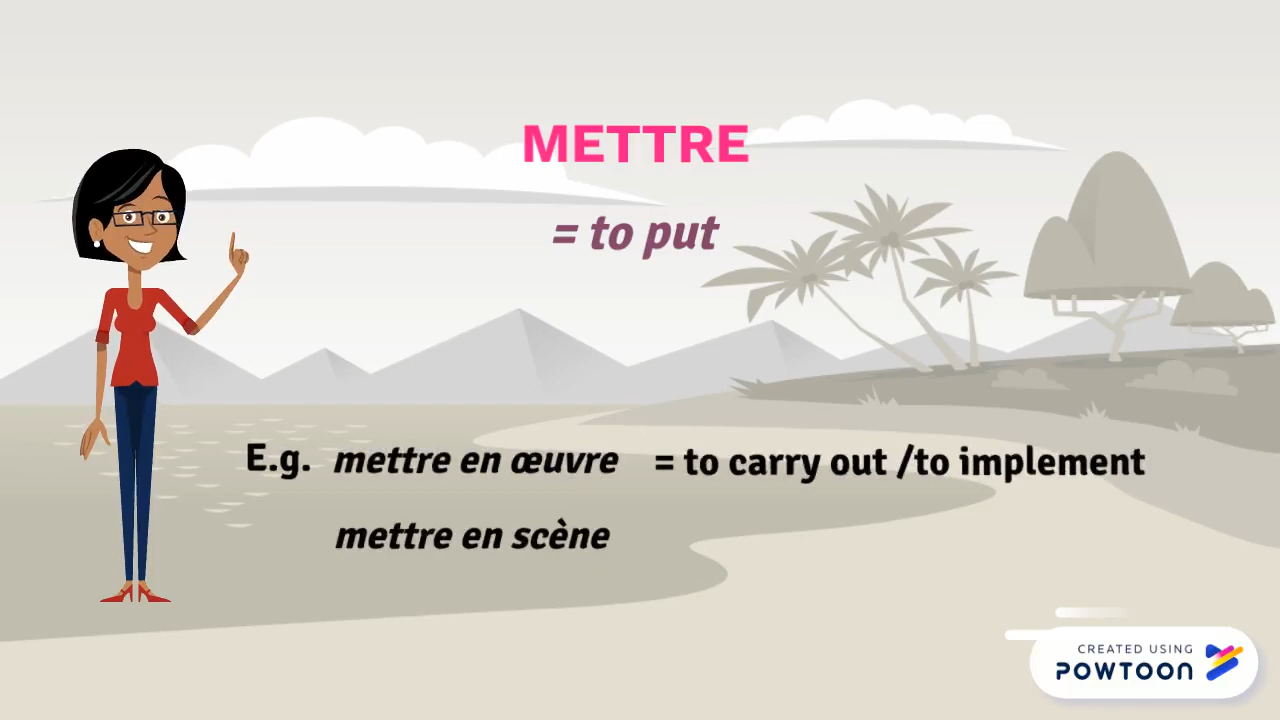 METTRE
= to put
E.g. mettre en œuvre = to carry out /to implement
mettre en scène
CREATED USING
POWTOON